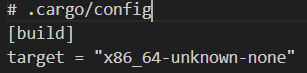 # .cargo/config
[build]
target = "x86_64-unknown-none"